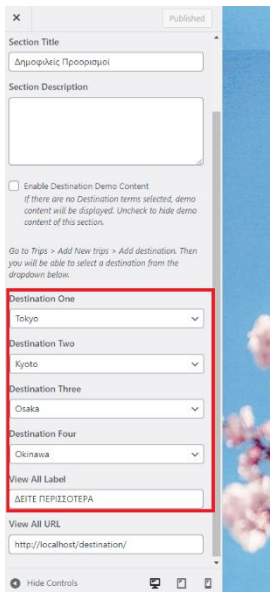 Published
Section Title
Δημοφιλείς Προορισμοί
Section Description
Enable Destination Demo Content
If there are no Destination terms selected, demo
content will be displayed. Uncheck to hide demo
content of this section.
Go to Trips > Add New trips > Add destination. Then
you will be able to select a destination from the
dropdown below.
Destination One
Tokyo
Destination Two
Kyoto
Destination Three
Osaka
Destination Four
Okinawa
View All Label
ΔΕΙΤΕ ΠΕΡΙΣΣΟΤΕΡΑ
View All URL
http://localhost/destination/
Hide Controls